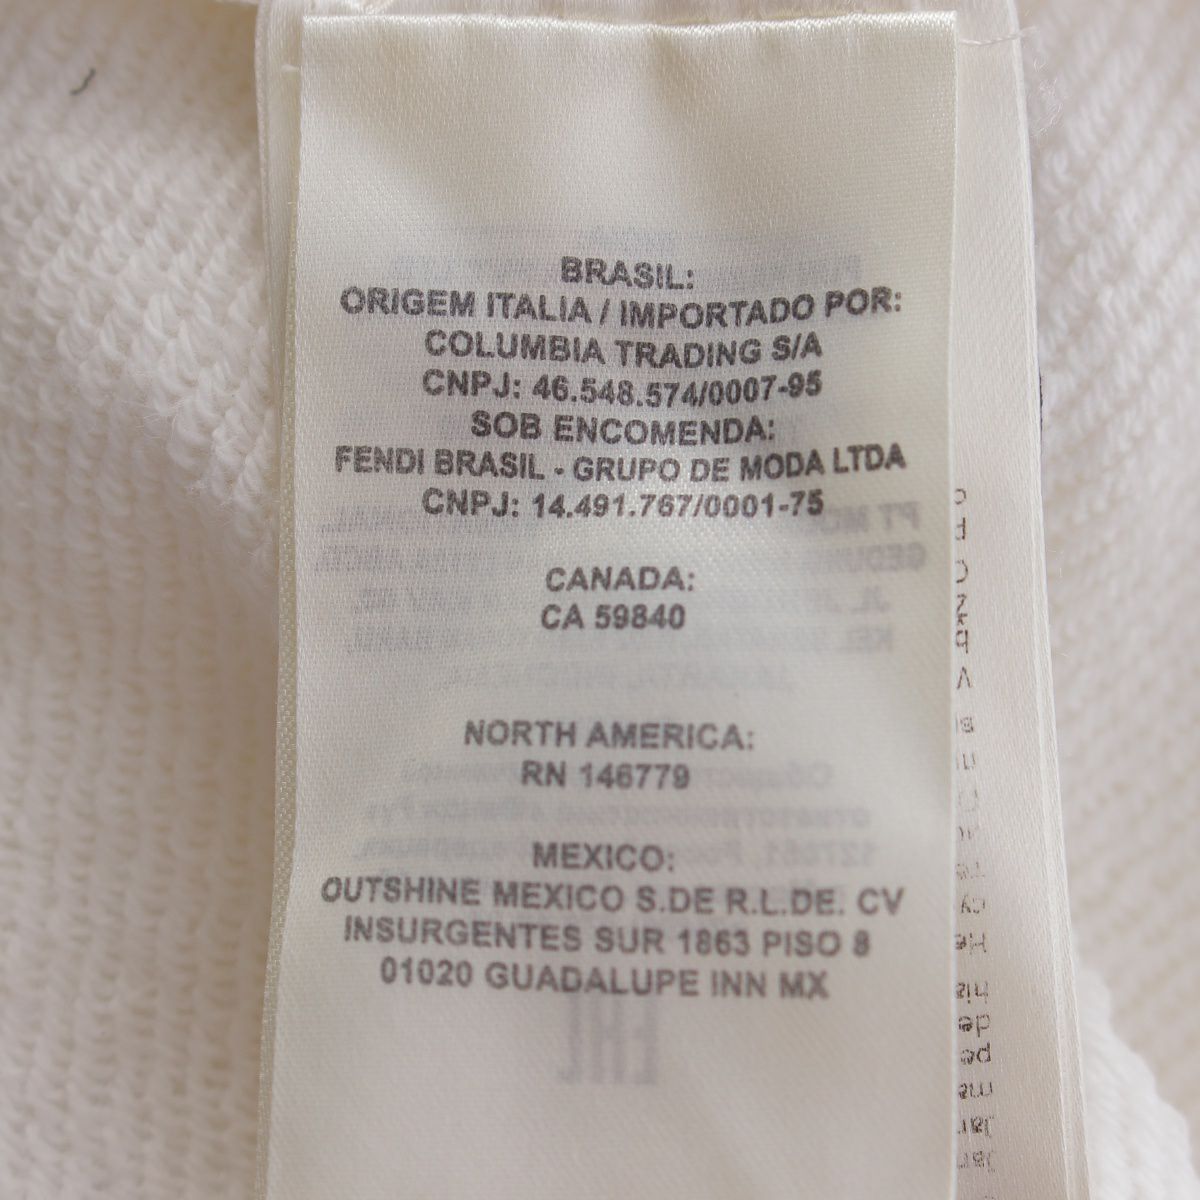 BRASIL:
ORIGEM ITALIA / IMPORTADO POR:
COLUMBIA TRADING S/A
CNPJ: 46.548.574/0007-95
SOB ENCOMENDA:
FENDI BRASIL - GRUPO DE MODA LTDA
CNPJ: 14.491.767/0001-75
CANADA:
CA 59840
NORTH AMERICA:
RN 146779
MEXICO:
OUTSHINE MEXICO S.DE R.L.DE. CV
INSURGENTES SUR 1863 PISO 8
01020 GUADALUPE INN MX